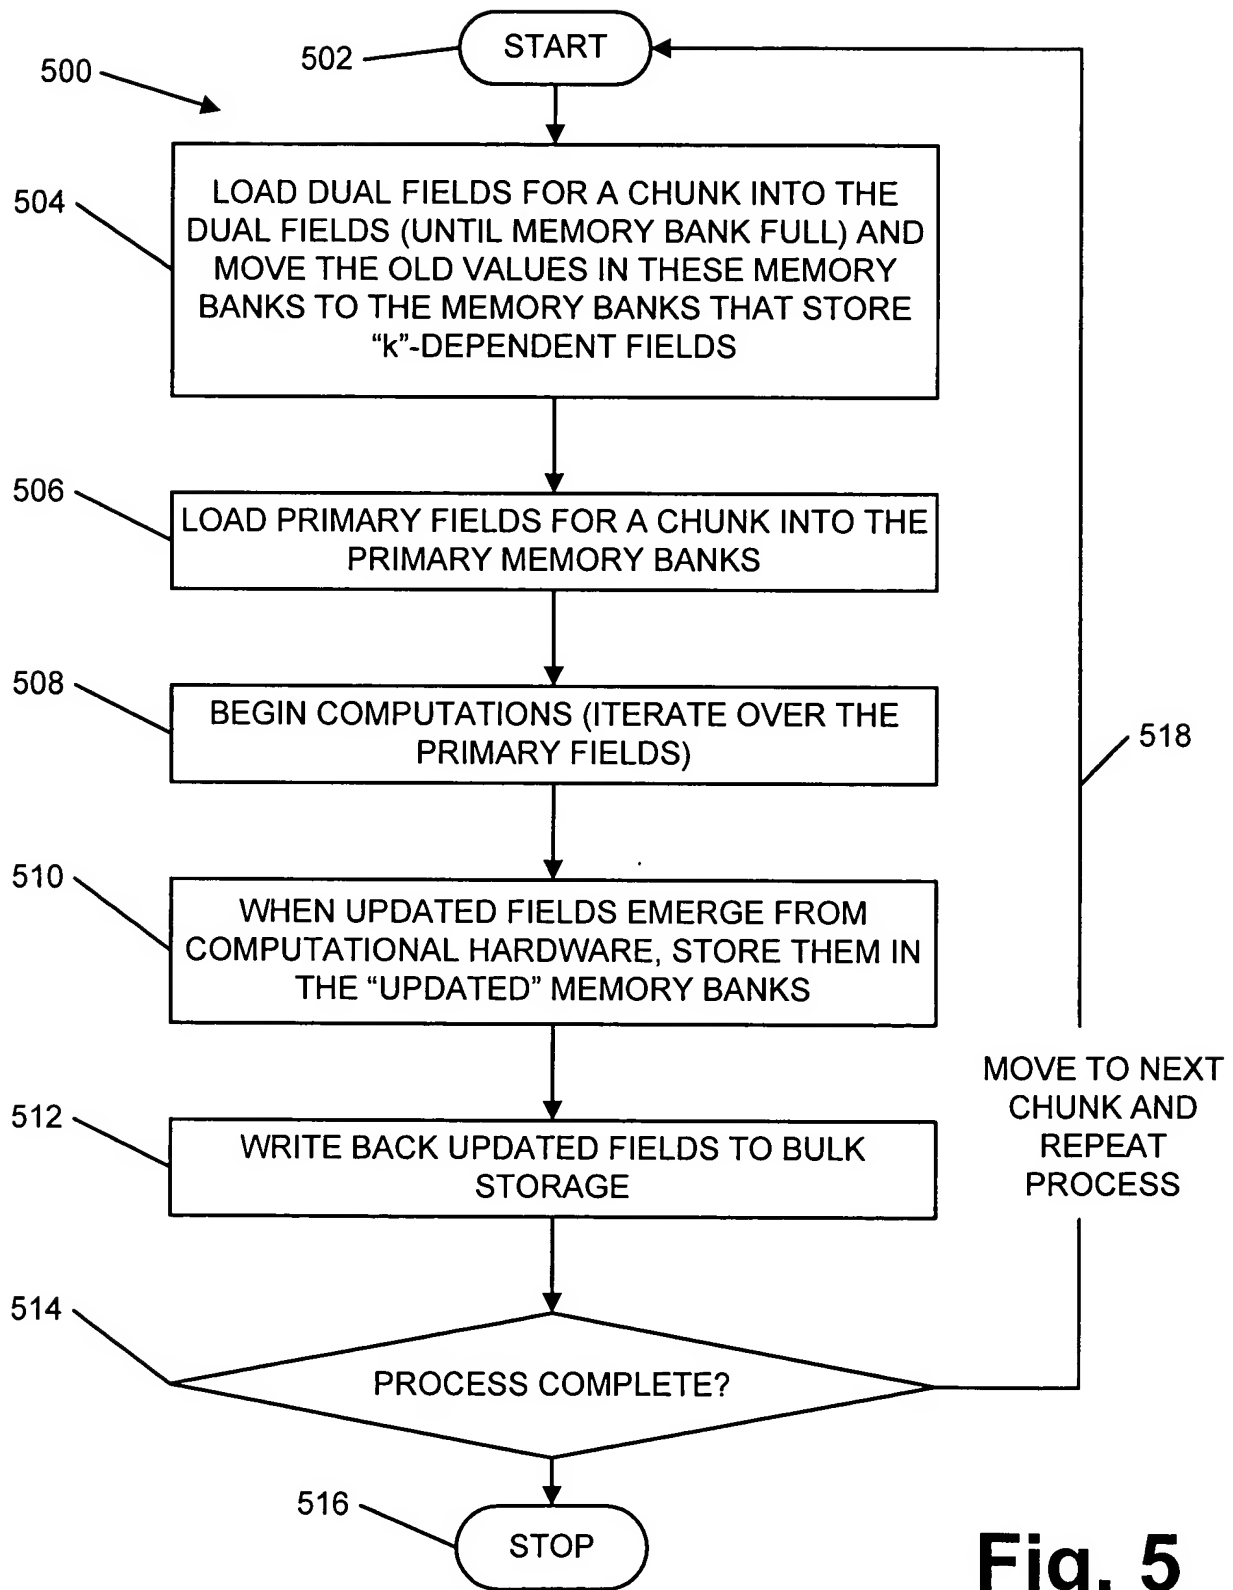 START
502
500
504
LOAD DUAL FIELDS FOR A CHUNK INTO THE
DUAL FIELDS (UNTIL MEMORY BANK FULL) AND
MOVE THE OLD VALUES IN THESE MEMORY
BANKS TO THE MEMORY BANKS THAT STORE
“k”-DEPENDENT FIELDS
506
LOAD PRIMARY FIELDS FOR A CHUNK INTO THE
PRIMARY MEMORY BANKS
508
BEGIN COMPUTATIONS (ITERATE OVER THE
PRIMARY FIELDS)
518
510
WHEN UPDATED FIELDS EMERGE FROM
COMPUTATIONAL HARDWARE, STORE THEM IN
THE “UPDATED” MEMORY BANKS
MOVE TO NEXT
CHUNK AND
REPEAT
PROCESS
512
WRITE BACK UPDATED FIELDS TO BULK
STORAGE
514
PROCESS COMPLETE?
516
STOP
Fig. 5